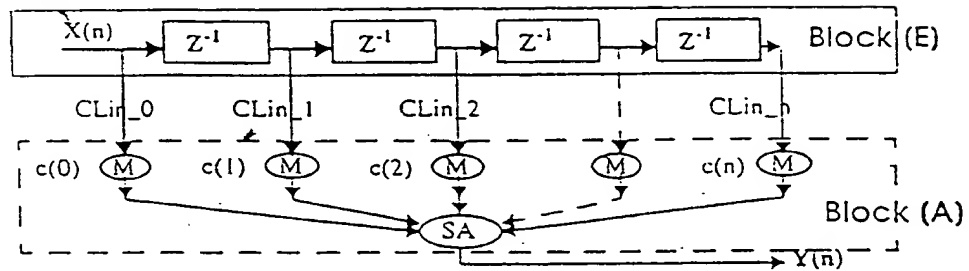 X(n) Z⁻¹ Z⁻¹ Z⁻¹ Z⁻¹ Block (E)
CLin_0 CLin_1 CLin_2 CLin_n
c(0) M c(1) M c(2) M M c(n) M
SA Block (A)
Y(n)